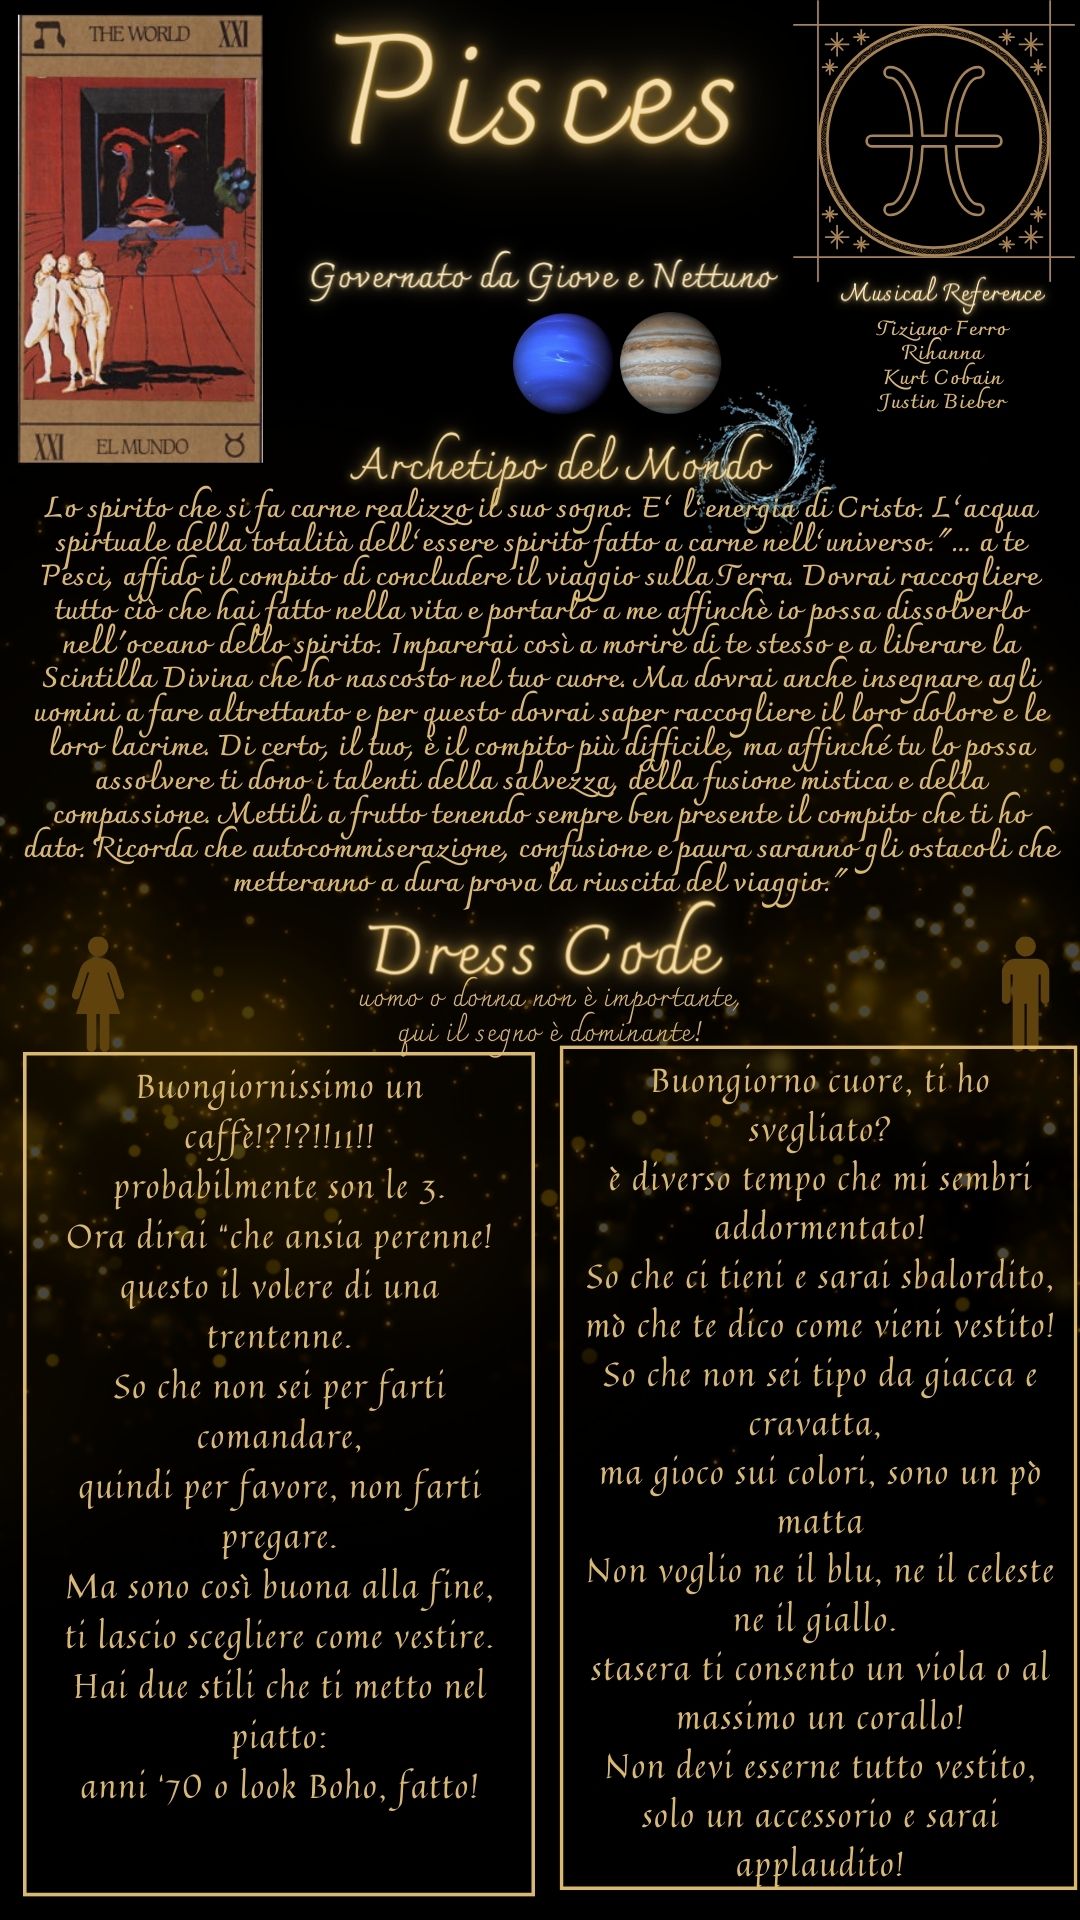 ת THE WORLD XXI
XXI EL MUNDO ♉
Pisces
Governato da Giove e Nettuno
Musical Reference
Tiziano Ferro
Rihanna
Kurt Cobain
Justin Bieber
Archetipo del Mondo
Lo spirito che si fa carne realizzo il suo sogno. E‘ l‘energia di Cristo. L‘acqua
spirtuale della totalità dell‘essere spirito fatto a carne nell‘universo."... a te
Pesci, affido il compito di concludere il viaggio sulla Terra. Dovrai raccogliere
tutto ciò che hai fatto nella vita e portarlo a me affinchè io possa dissolverlo
nell'oceano dello spirito. Imparerai così a morire di te stesso e a liberare la
Scintilla Divina che ho nascosto nel tuo cuore. Ma dovrai anche insegnare agli
uomini a fare altrettanto e per questo dovrai saper raccogliere il loro dolore e le
loro lacrime. Di certo, il tuo, è il compito più difficile, ma affinché tu lo possa
assolvere ti dono i talenti della salvezza, della fusione mistica e della
compassione. Mettili a frutto tenendo sempre ben presente il compito che ti ho
dato. Ricorda che autocommiserazione, confusione e paura saranno gli ostacoli che
metteranno a dura prova la riuscita del viaggio."
Dress Code
uomo o donna non è importante,
qui il segno è dominante!
Buongiornissimo un
caffè!?!?!!11!!
probabilmente son le 3.
Ora dirai “che ansia perenne!
questo il volere di una
trentenne.
So che non sei per farti
comandare,
quindi per favore, non farti
pregare.
Ma sono così buona alla fine,
ti lascio scegliere come vestire.
Hai due stili che ti metto nel
piatto:
anni ‘70 o look Boho, fatto!
Buongiorno cuore, ti ho
svegliato?
è diverso tempo che mi sembri
addormentato!
So che ci tieni e sarai sbalordito,
mò che te dico come vieni vestito!
So che non sei tipo da giacca e
cravatta,
ma gioco sui colori, sono un pò
matta
Non voglio ne il blu, ne il celeste
ne il giallo.
stasera ti consento un viola o al
massimo un corallo!
Non devi esserne tutto vestito,
solo un accessorio e sarai
applaudito!